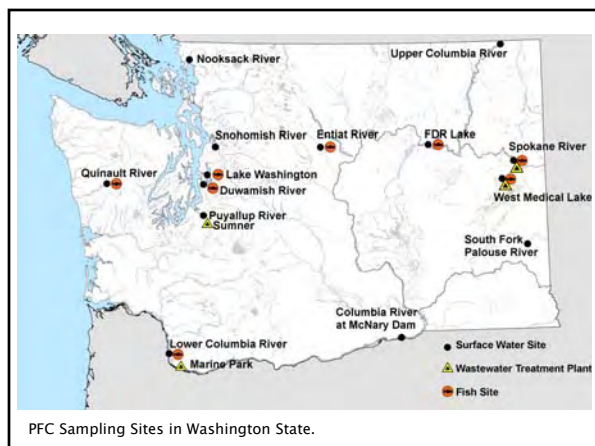 Nooksack River
Upper Columbia River
Snohomish River
Entiat River
FDR Lake
Spokane River
Quinault River
Lake Washington
Duwamish River
West Medical Lake
Puyallup River
Sumner
South Fork
Palouse River
Columbia River
at McNary Dam
Lower Columbia River
Marine Park
Surface Water Site
Wastewater Treatment Plant
Fish Site
PFC Sampling Sites in Washington State.